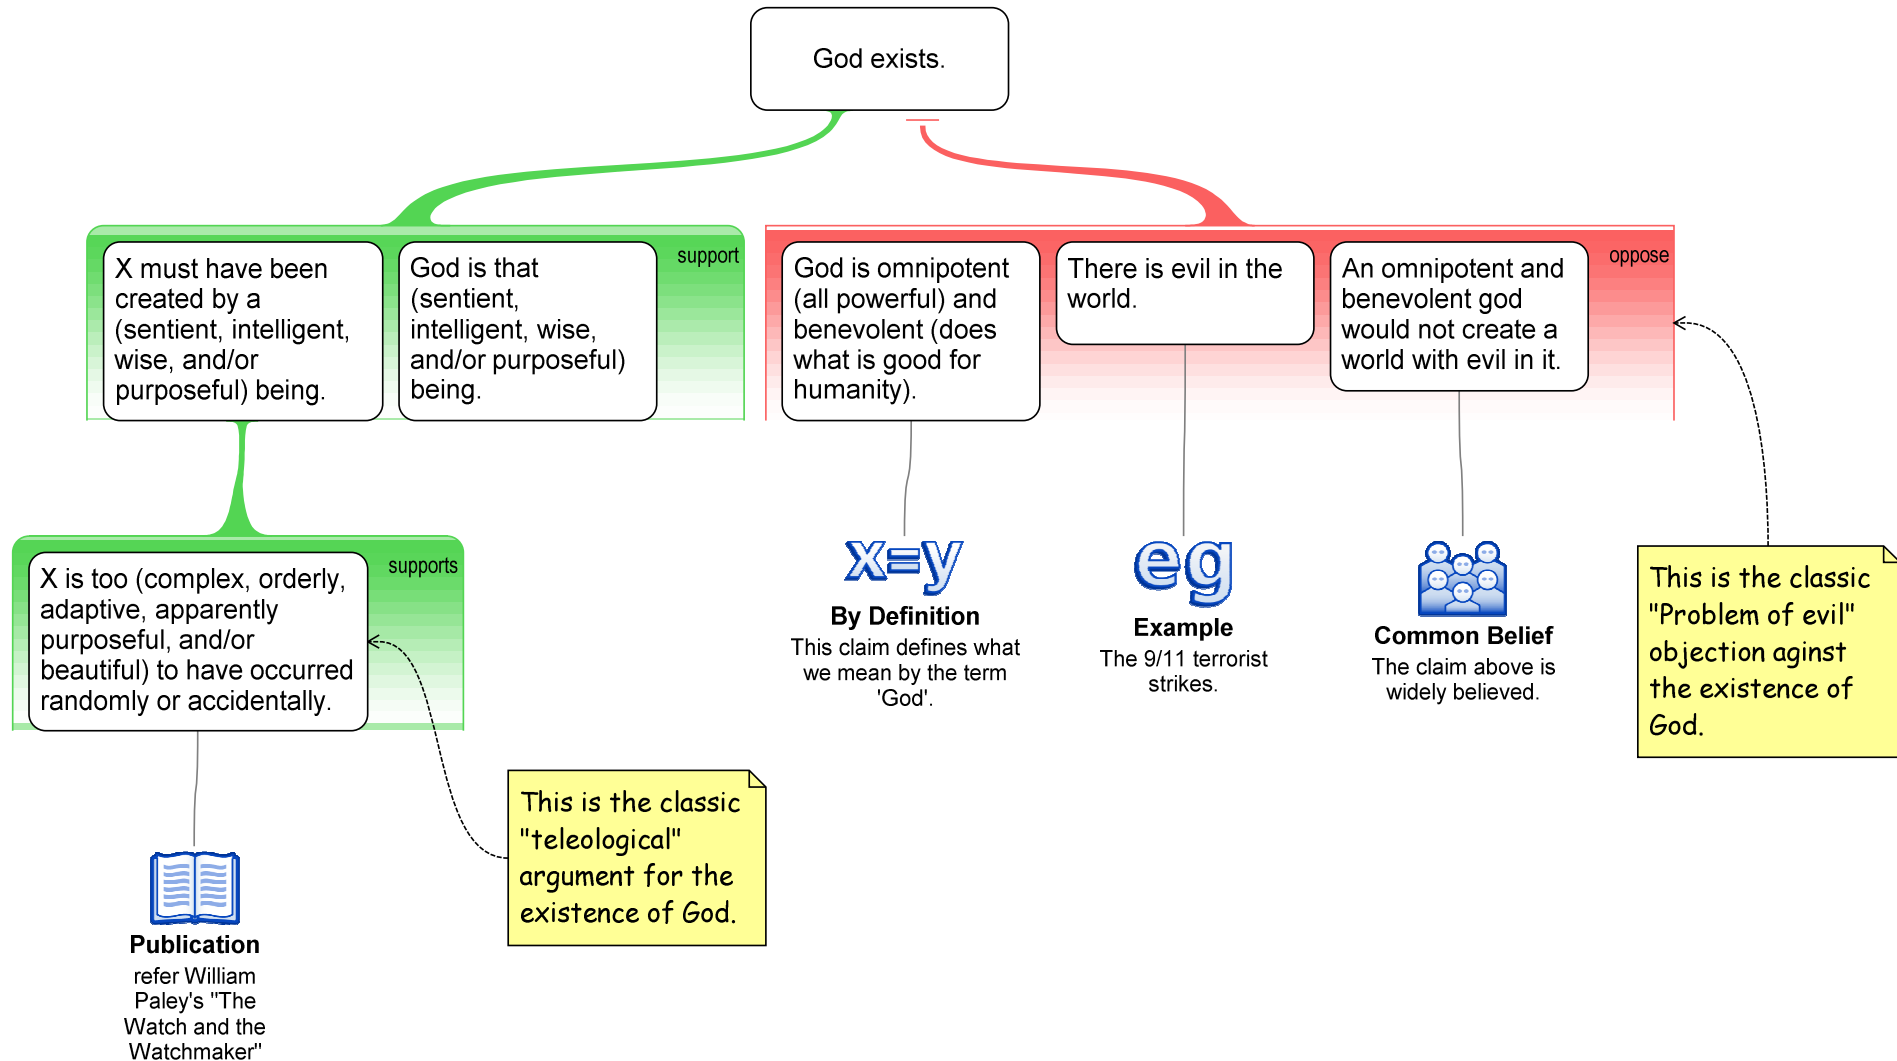 God exists.
support
X must have been
created by a
(sentient, intelligent,
wise, and/or
purposeful) being.
God is that
(sentient,
intelligent, wise,
and/or purposeful)
being.
oppose
God is omnipotent
(all powerful) and
benevolent (does
what is good for
humanity).
There is evil in the
world.
An omnipotent and
benevolent god
would not create a
world with evil in it.
supports
X is too (complex, orderly,
adaptive, apparently
purposeful, and/or
beautiful) to have occurred
randomly or accidentally.
x=y
By Definition
This claim defines what
we mean by the term
'God'.
eg
Example
The 9/11 terrorist
strikes.
Common Belief
The claim above is
widely believed.
This is the classic
"Problem of evil"
objection aginst
the existence of
God.
This is the classic
"teleological"
argument for the
existence of God.
Publication
refer William
Paley's "The
Watch and the
Watchmaker"